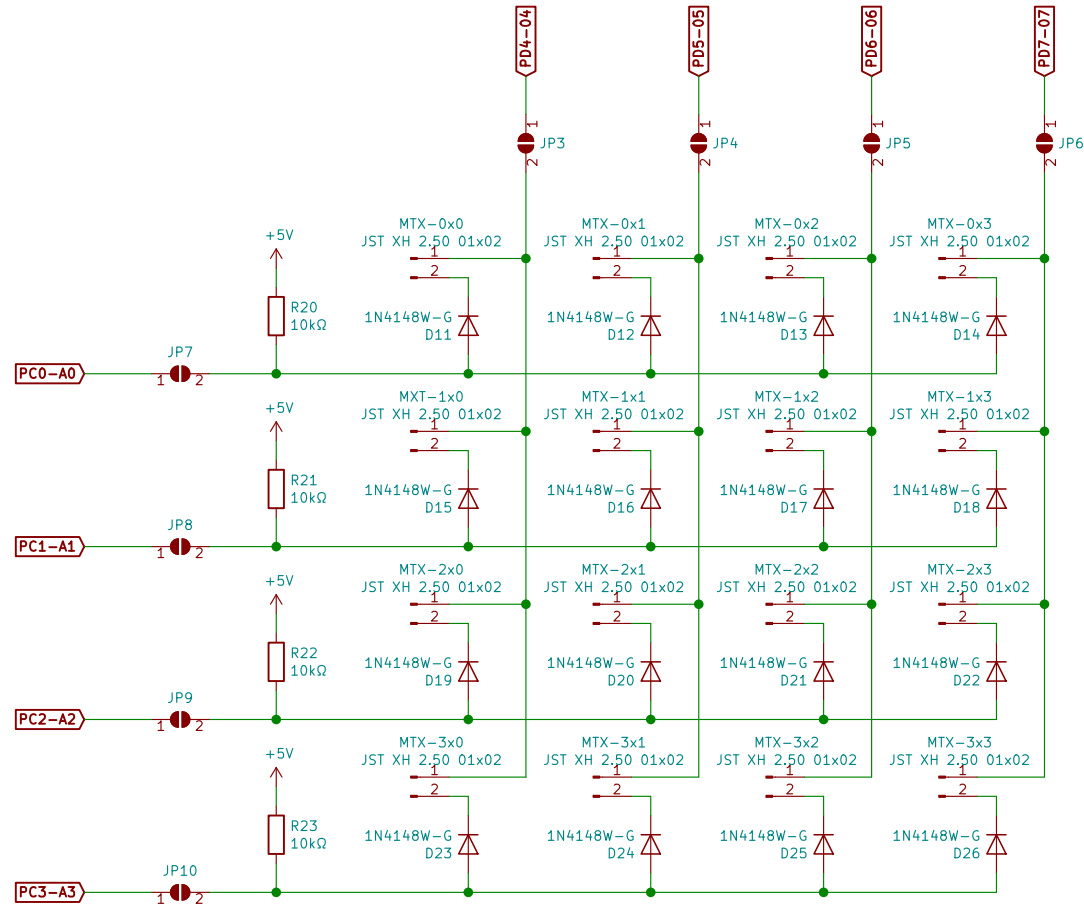 PD4-04
PD5-05
PD6-06
PD7-07
1
JP3
2
1
JP4
2
1
JP5
2
1
JP6
2
MTX-0x0
JST XH 2.50 01x02
1
2
MTX-0x1
JST XH 2.50 01x02
1
2
MTX-0x2
JST XH 2.50 01x02
1
2
MTX-0x3
JST XH 2.50 01x02
1
2
+5V
R20
10kΩ
1N4148W-G
D11
1N4148W-G
D12
1N4148W-G
D13
1N4148W-G
D14
PC0-A0
JP7
1
2
MXT-1x0
JST XH 2.50 01x02
1
2
MTX-1x1
JST XH 2.50 01x02
1
2
MTX-1x2
JST XH 2.50 01x02
1
2
MTX-1x3
JST XH 2.50 01x02
1
2
+5V
R21
10kΩ
1N4148W-G
D15
1N4148W-G
D16
1N4148W-G
D17
1N4148W-G
D18
PC1-A1
JP8
1
2
MTX-2x0
JST XH 2.50 01x02
1
2
MTX-2x1
JST XH 2.50 01x02
1
2
MTX-2x2
JST XH 2.50 01x02
1
2
MTX-2x3
JST XH 2.50 01x02
1
2
+5V
R22
10kΩ
1N4148W-G
D19
1N4148W-G
D20
1N4148W-G
D21
1N4148W-G
D22
PC2-A2
JP9
1
2
MTX-3x0
JST XH 2.50 01x02
1
2
MTX-3x1
JST XH 2.50 01x02
1
2
MTX-3x2
JST XH 2.50 01x02
1
2
MTX-3x3
JST XH 2.50 01x02
1
2
+5V
R23
10kΩ
1N4148W-G
D23
1N4148W-G
D24
1N4148W-G
D25
1N4148W-G
D26
PC3-A3
JP10
1
2